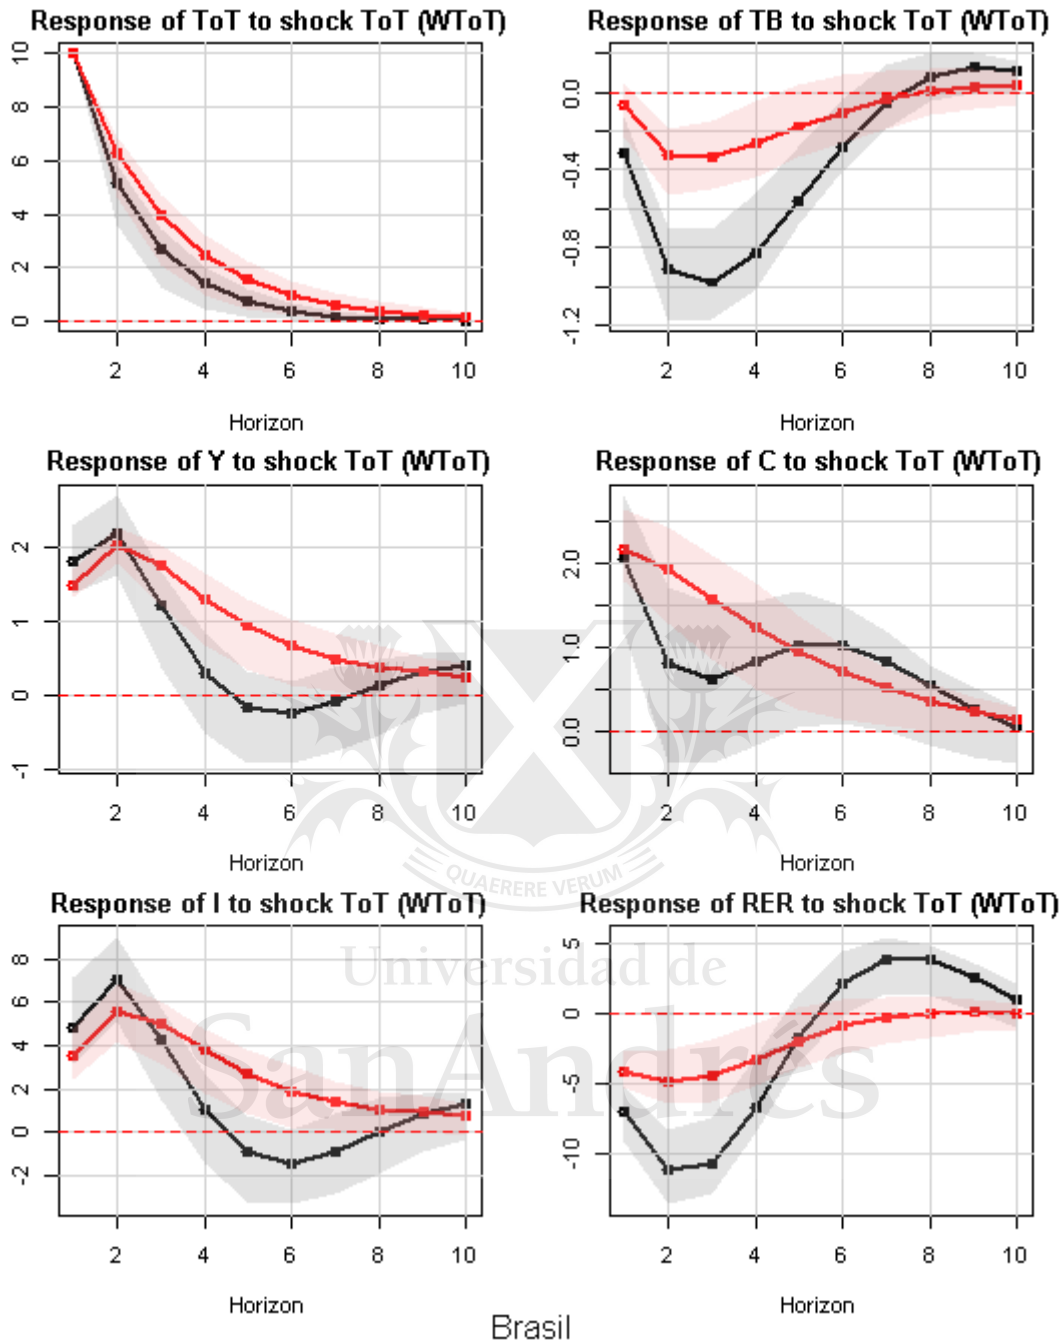 Response of ToT to shock ToT (WToT)
10
8
6
4
2
0
2 4 6 8 10
Horizon
Response of TB to shock ToT (WToT)
0.0
-0.4
-0.8
-1.2
2 4 6 8 10
Horizon
Response of Y to shock ToT (WToT)
2
1
0
-1
2 4 6 8 10
Horizon
Response of C to shock ToT (WToT)
2.0
1.0
0.0
2 4 6 8 10
Horizon
QUAERERE VERUM
Response of I to shock ToT (WToT)
8
6
4
2
0
-2
2 4 6 8 10
Horizon
Response of RER to shock ToT (WToT)
5
0
-5
-10
2 4 6 8 10
Horizon
Universidad de
SanAndrés
Brasil